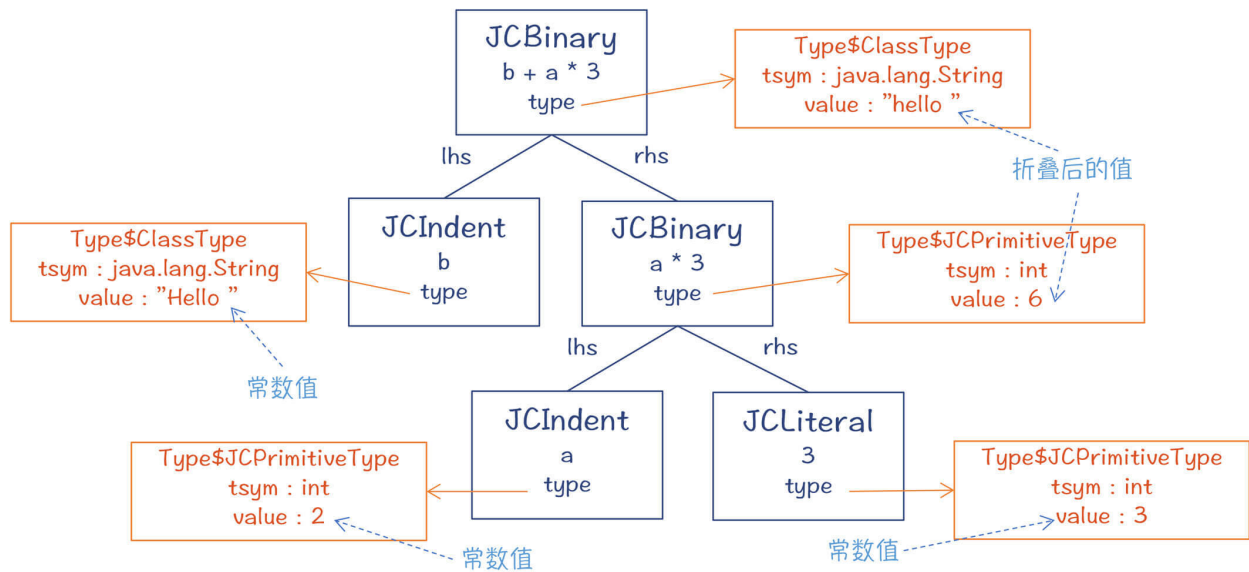 JCBinary
b + a * 3
type
Type$ClassType
tsym : java.lang.String
value : "hello "
lhs
rhs
折叠后的值
JCIndent
b
type
Type$ClassType
tsym : java.lang.String
value : "Hello "
常数值
JCBinary
a * 3
type
Type$JCPrimitiveType
tsym : int
value : 6
lhs
rhs
JCIndent
a
type
Type$JCPrimitiveType
tsym : int
value : 2
常数值
JCLiteral
3
type
Type$JCPrimitiveType
tsym : int
value : 3
常数值